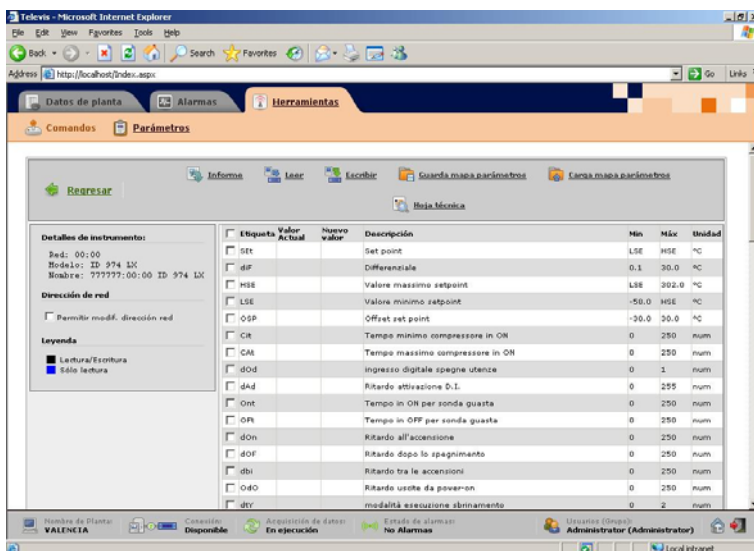 Televis - Microsoft Internet Explorer
File Edit View Favorites Tools Help
Back Search Favorites
Address http://localhost/Index.aspx Go Links
Datos de planta Alarmas Herramientas
Comandos Parámetros
Regresar Informe Leer Escribir Guarda mapa parámetros Carga mapa parámetros
Hoja técnica
Detalles de instrumento:
Red: 00:00
Modelo: ID 974 LX
Nombre: 777777:00:00 ID 974 LX
Dirección de red
Permitir modif. dirección red
Leyenda
Lectura/Escritura
Sólo lectura
Etiqueta Valor Actual Nuevo valor Descripción Min Máx Unidad
SEt Set point LSE HSE ºC
diF Differenziale 0.1 30.0 ºC
HSE Valore massimo setpoint LSE 302.0 ºC
LSE Valore minimo setpoint -50.0 HSE ºC
OSP Offset set point -30.0 30.0 ºC
Cit Tempo minimo compressore in ON 0 250 num
CAt Tempo massimo compressore in ON 0 250 num
dOd ingresso digitale spegne utenze 0 1 num
dAd Ritardo attivazione D.I. 0 255 num
Ont Tempo in ON per sonda guasta 0 250 num
OFt Tempo in OFF per sonda guasta 0 250 num
dOn Ritardo all'accensione 0 250 num
dOF Ritardo dopo lo spegnimento 0 250 num
dbi Ritardo tra le accensioni 0 250 num
OdO Ritardo uscite da power-on 0 250 num
dtY modalità esecuzione sbrinamento 0 2 num
Nombre de Planta: Conexión: Acquisición de datos: Estado de alarmas: Usuarios (Grupo):
VALENCIA Disponible En ejecución No Alarmas Administrator (Administrator)
Local intranet